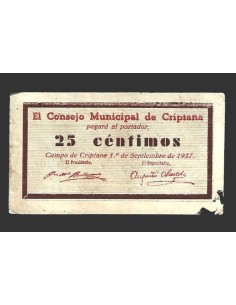 El Consejo Municipal de Criptana
pagará al portador,
25 céntimos
Campo de Criptana 1.º de Septiembre de 1937.
El Presidente, El Depositario,